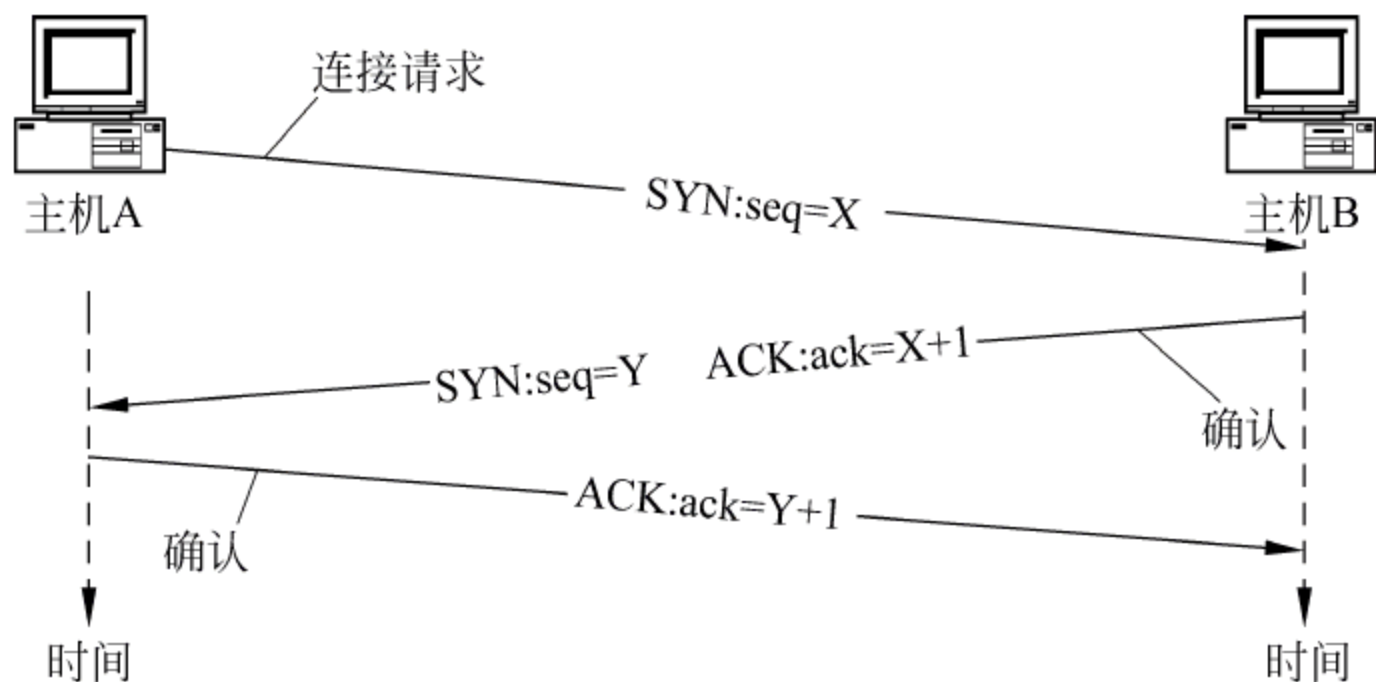 连接请求
SYN:seq=X
主机A
主机B
SYN:seq=Y ACK:ack=X+1
确认
ACK:ack=Y+1
确认
时间
时间